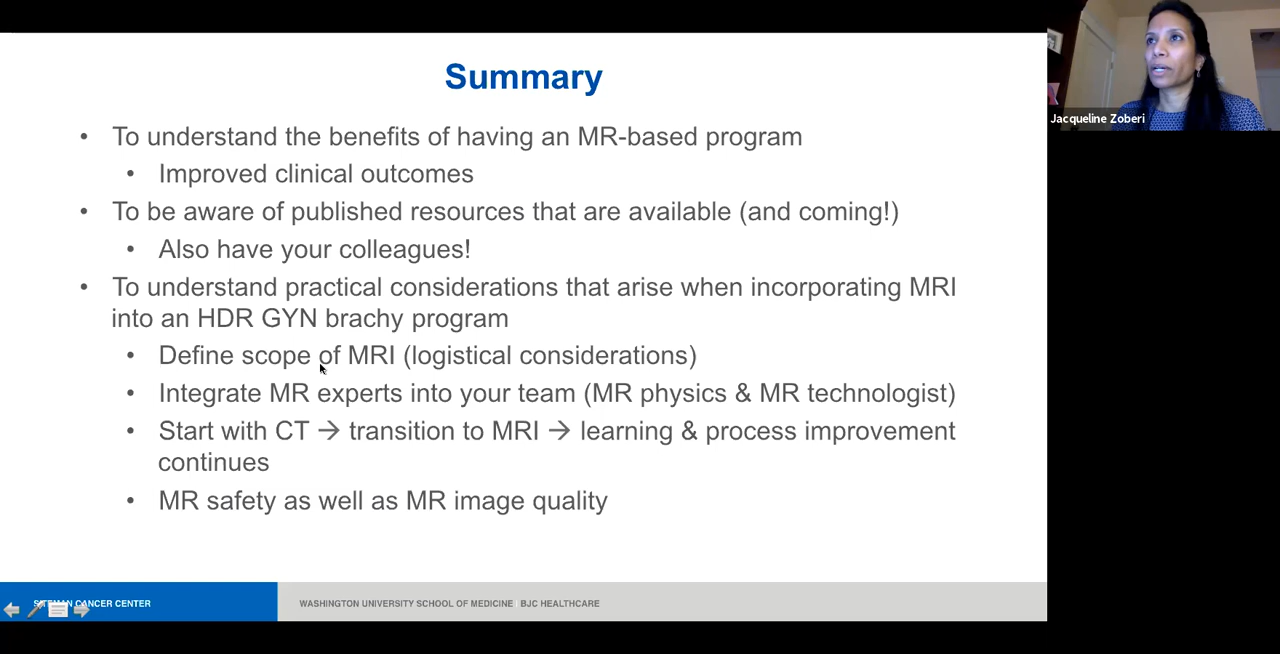 Summary
• To understand the benefits of having an MR-based program
• Improved clinical outcomes
• To be aware of published resources that are available (and coming!)
• Also have your colleagues!
• To understand practical considerations that arise when incorporating MRI
into an HDR GYN brachy program
• Define scope of MRI (logistical considerations)
• Integrate MR experts into your team (MR physics & MR technologist)
• Start with CT → transition to MRI → learning & process improvement
continues
• MR safety as well as MR image quality
Jacqueline Zoberi
CANCER CENTER
WASHINGTON UNIVERSITY SCHOOL OF MEDICINE | BJC HEALTHCARE